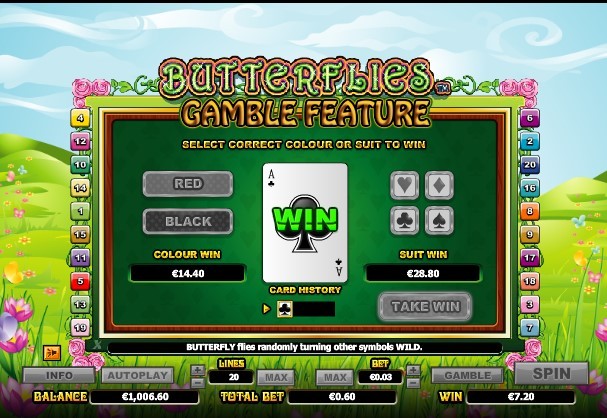 BUTTERFLIES™
GAMBLE FEATURE
SELECT CORRECT COLOUR OR SUIT TO WIN
4
12
10
14
1
15
11
5
13
19
6
2
20
16
8
9
17
18
3
7
RED
BLACK
A
WIN
A
COLOUR WIN
€14.40
SUIT WIN
€28.80
CARD HISTORY
TAKE WIN
BUTTERFLY flies randomly turning other symbols WILD.
INFO
AUTOPLAY
LINES
+
20
-
MAX
MAX
BET
€0.03
+
-
GAMBLE
SPIN
BALANCE €1,006.60 TOTAL BET €0.60 WIN €7.20